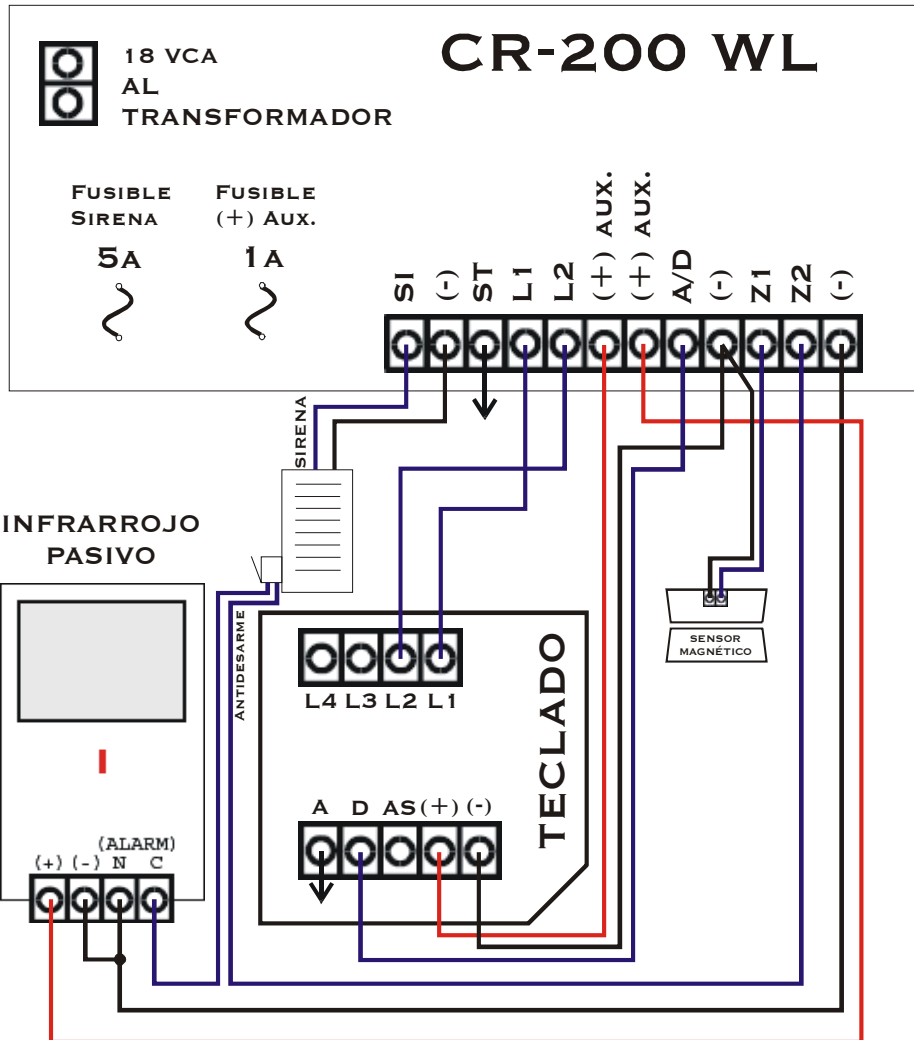 CR-200 WL
18 VCA
AL
TRANSFORMADOR
FUSIBLE
SIRENA
5A
FUSIBLE
(+) AUX.
1A
SI
(-)
ST
L1
L2
(+) AUX.
(+) AUX.
A/D
(-)
Z1
Z2
(-)
SIRENA
INFRARROJO
PASIVO
ANTIDESARME
SENSOR
MAGNÉTICO
L4 L3 L2 L1
TECLADO
A D AS (+) (-)
(ALARM)
(+) (-) N C